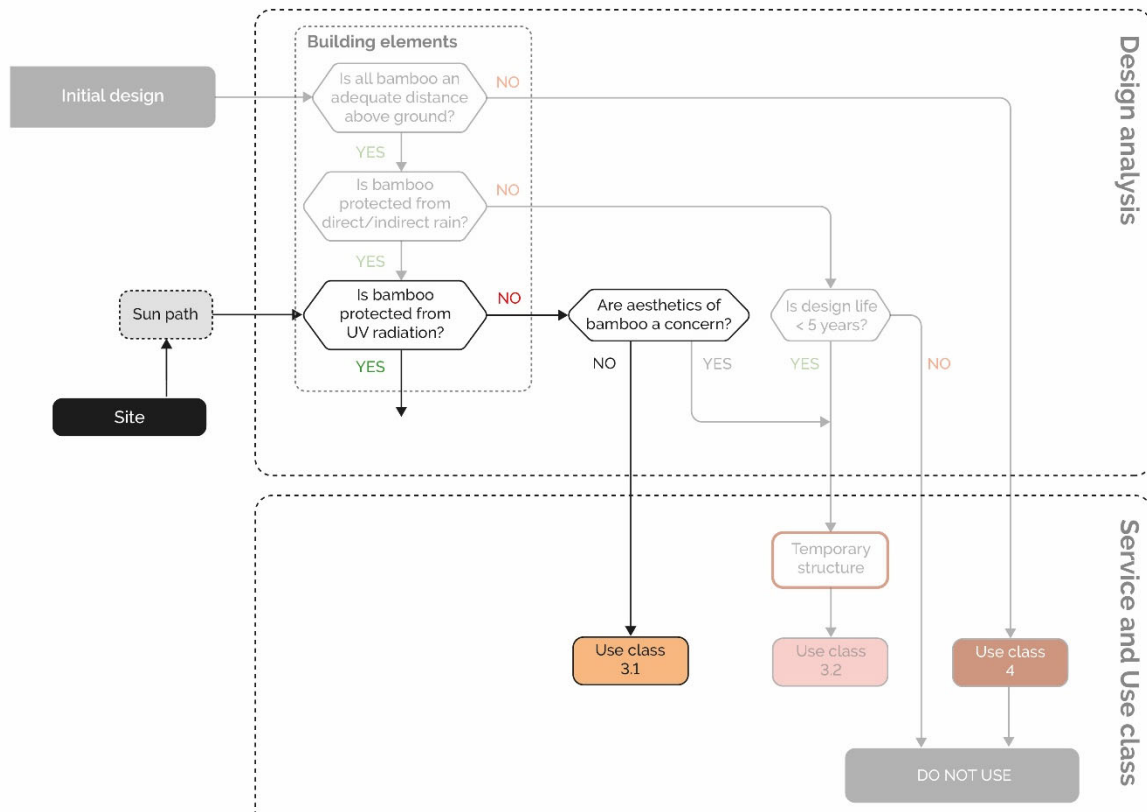 Building elements
Design analysis
Initial design
Is all bamboo an
adequate distance
above ground?
NO
YES
Is bamboo
protected from
direct/indirect rain?
NO
YES
Sun path
Is bamboo
protected from
UV radiation?
NO
Are aesthetics of
bamboo a concern?
Is design life
< 5 years?
YES
NO
YES
YES
NO
Site
Service and Use class
Temporary
structure
Use class
3.1
Use class
3.2
Use class
4
DO NOT USE